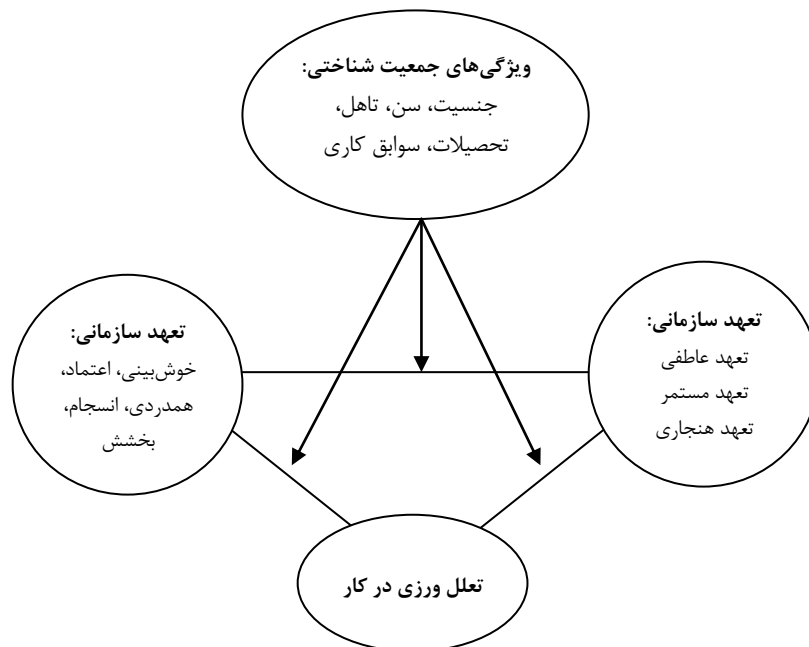 ویژگی‌های جمعیت شناختی:
جنسیت، سن، تاهل،
تحصیلات، سوابق کاری
تعهد سازمانی:
تعهد عاطفی
تعهد مستمر
تعهد هنجاری
تعهد سازمانی:
خوش‌بینی، اعتماد،
همدردی، انسجام،
بخشش
تعلل ورزی در کار